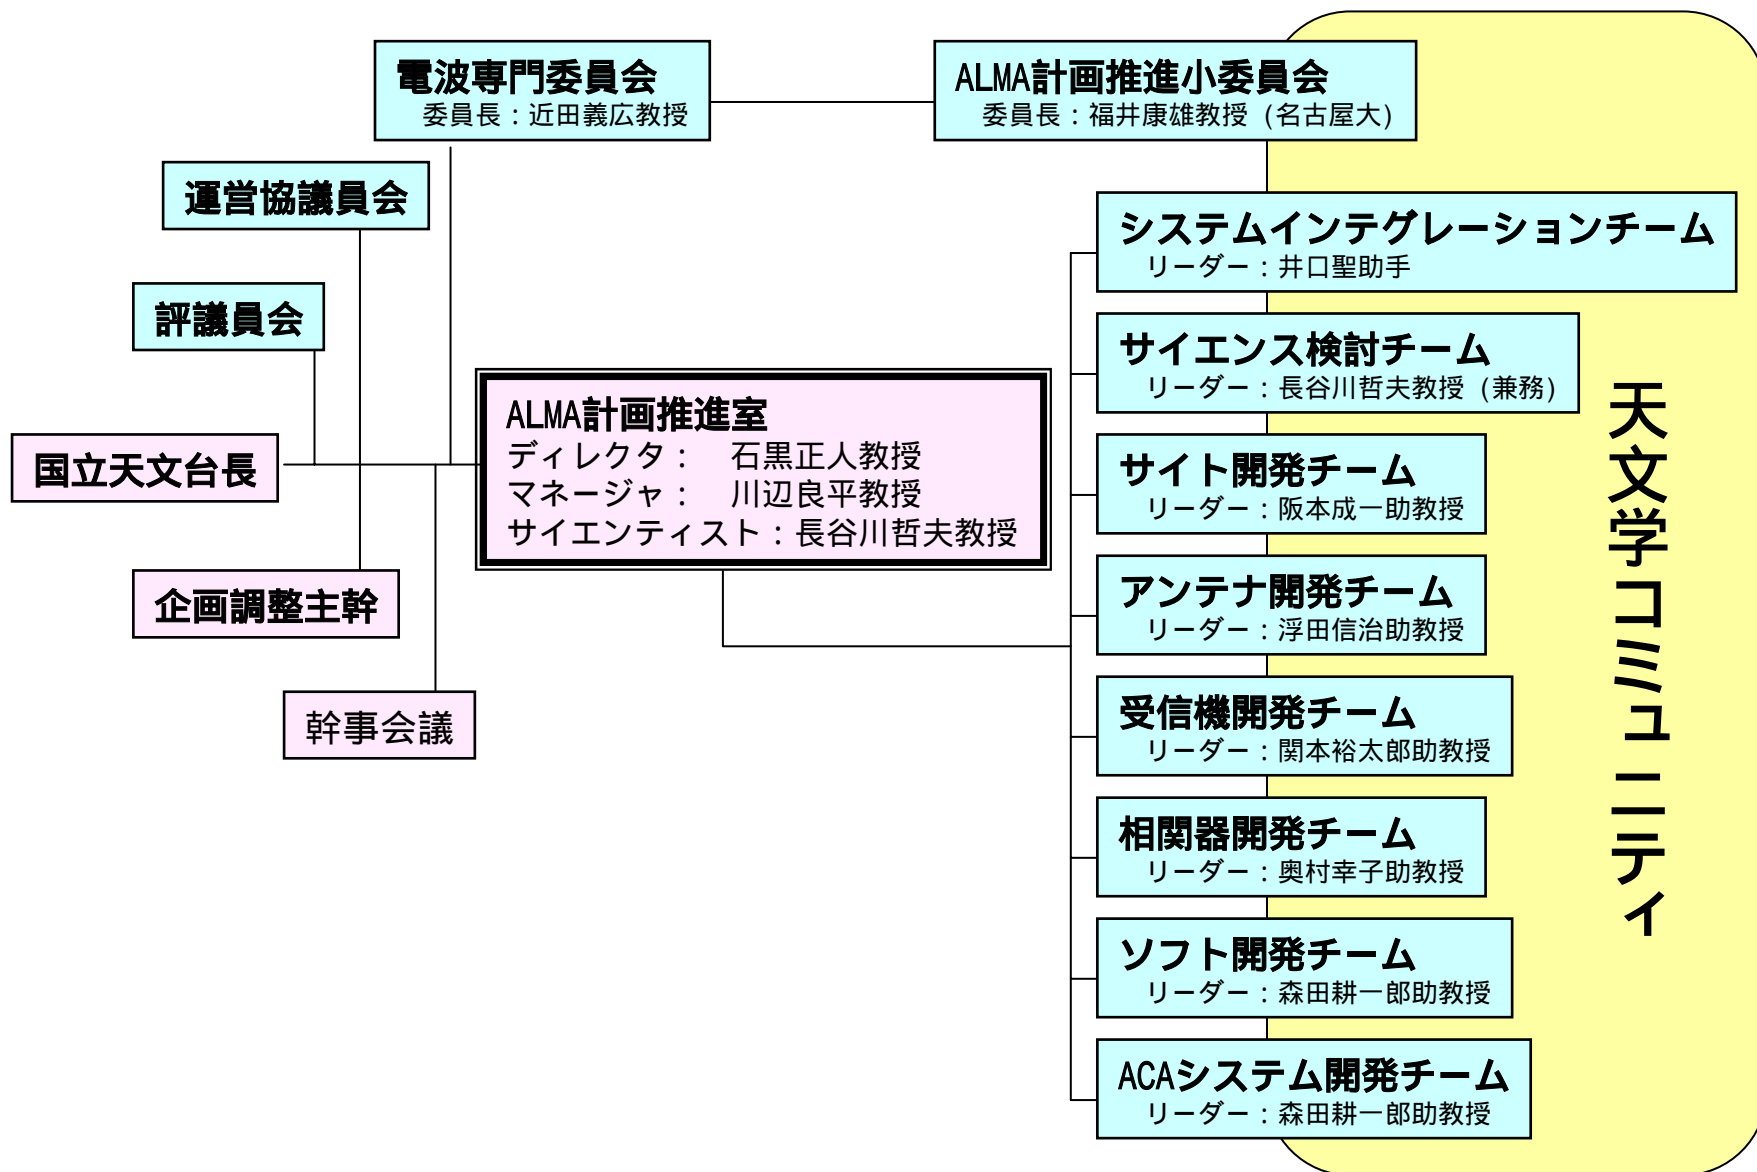 電波専門委員会
委員長：近田義広教授
ALMA計画推進小委員会
委員長：福井康雄教授（名古屋大）
運営協議員会
評議員会
国立天文台長
企画調整主幹
幹事会議
ALMA計画推進室
ディレクタ：　石黒正人教授
マネージャ：　川辺良平教授
サイエンティスト：長谷川哲夫教授
システムインテグレーションチーム
リーダー：井口聖助手
サイエンス検討チーム
リーダー：長谷川哲夫教授（兼務）
サイト開発チーム
リーダー：阪本成一助教授
アンテナ開発チーム
リーダー：浮田信治助教授
受信機開発チーム
リーダー：関本裕太郎助教授
相関器開発チーム
リーダー：奥村幸子助教授
ソフト開発チーム
リーダー：森田耕一郎助教授
ACAシステム開発チーム
リーダー：森田耕一郎助教授
天文学コミュニティ